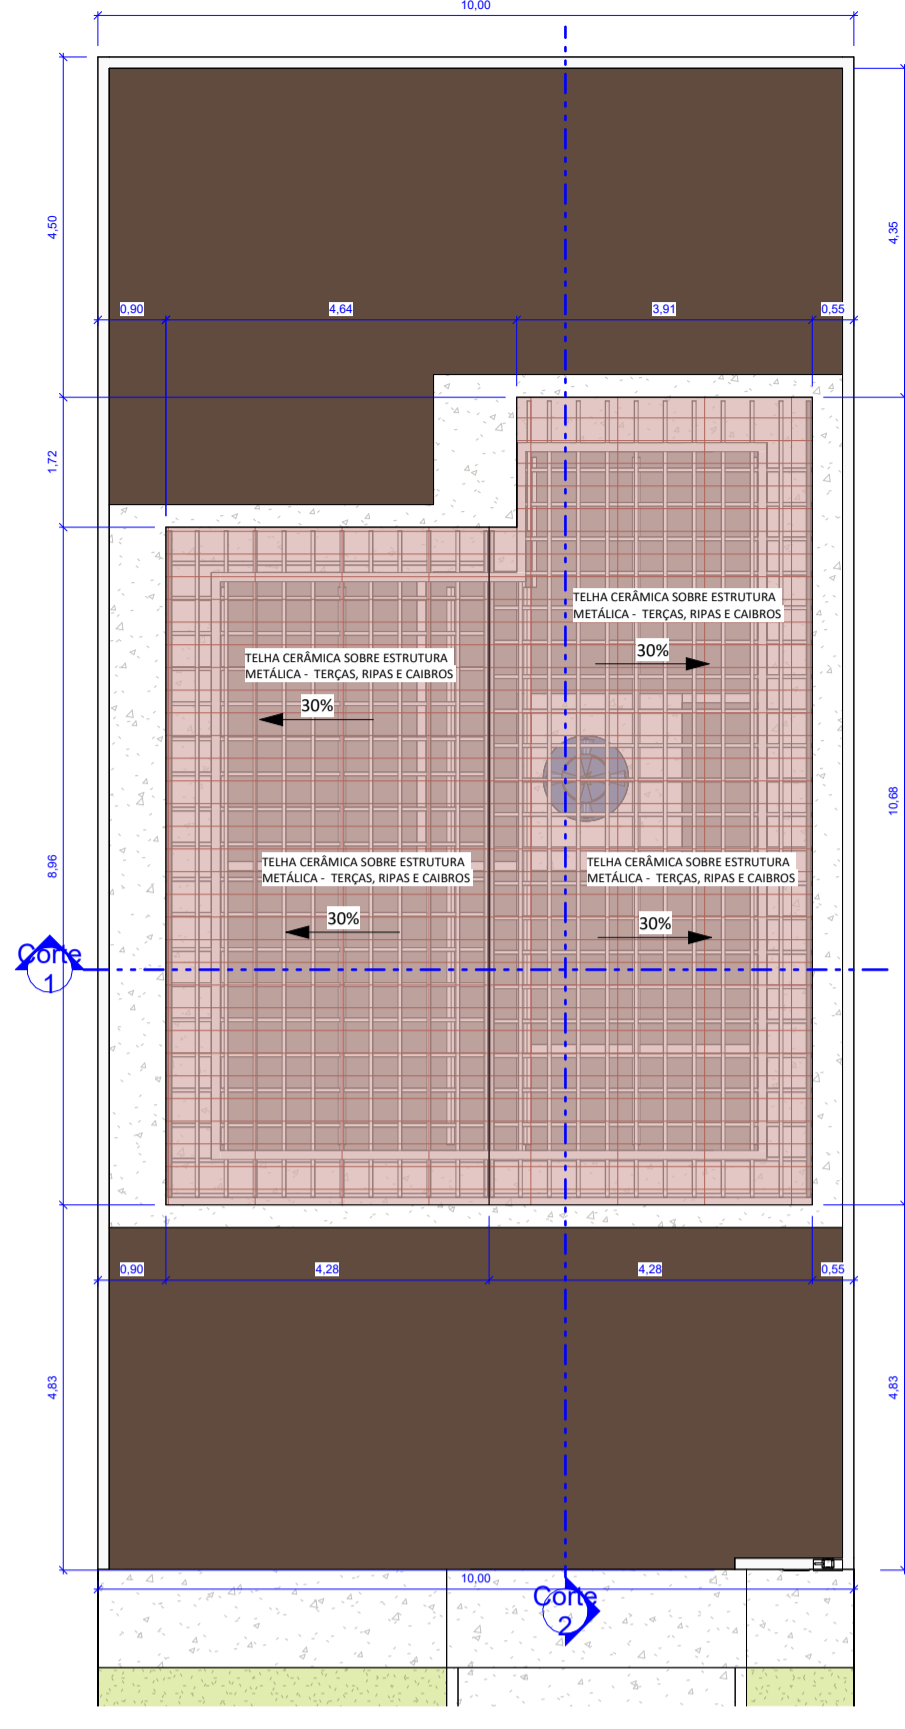 10,00
4,50
4,35
0,90
4,64
3,91
0,55
1,72
TELHA CERÂMICA SOBRE ESTRUTURA
METÁLICA - TERÇAS, RIPAS E CAIBROS
30%
TELHA CERÂMICA SOBRE ESTRUTURA
METÁLICA - TERÇAS, RIPAS E CAIBROS
30%
10,68
8,96
TELHA CERÂMICA SOBRE ESTRUTURA
METÁLICA - TERÇAS, RIPAS E CAIBROS
30%
TELHA CERÂMICA SOBRE ESTRUTURA
METÁLICA - TERÇAS, RIPAS E CAIBROS
30%
Corte
1
0,90
4,28
4,28
0,55
4,83
4,83
10,00
Corte
2